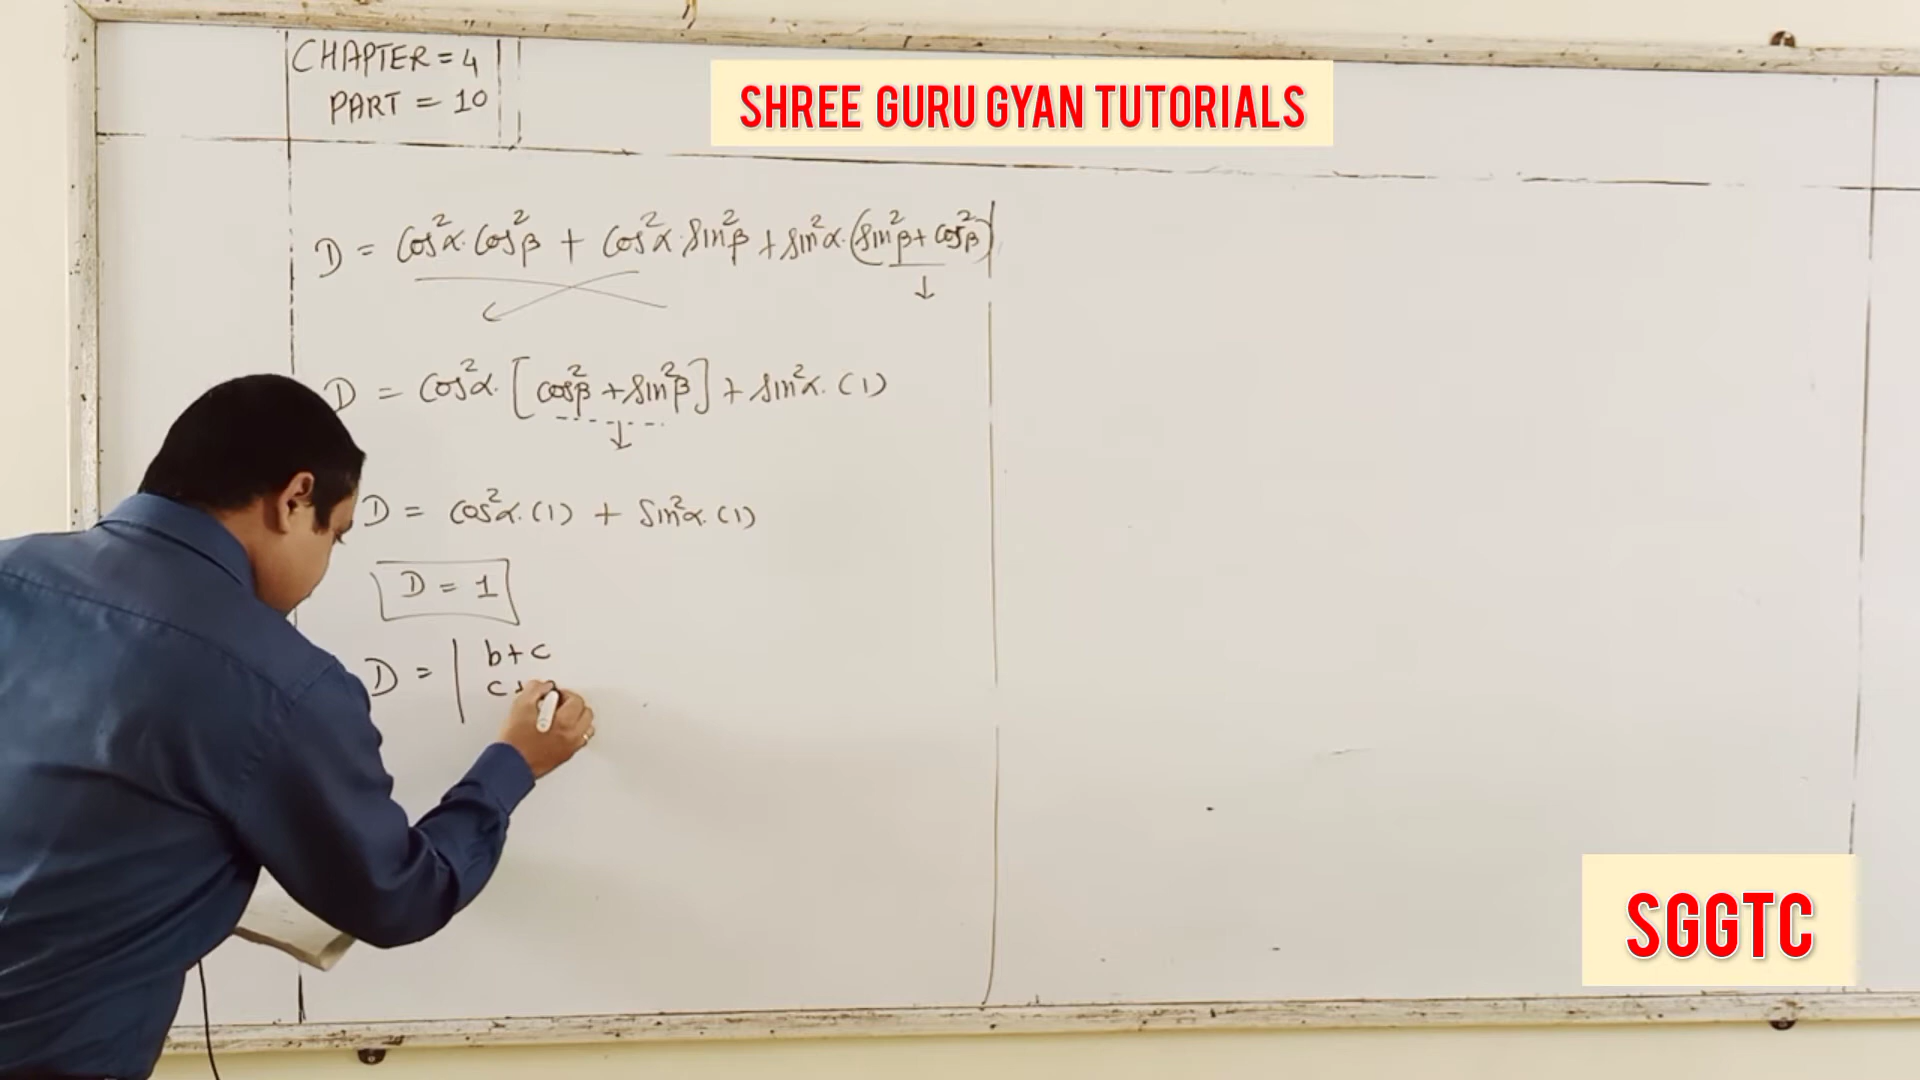 CHAPTER = 4
PART = 10
SHREE GURU GYAN TUTORIALS
D = cos²α. cos²β + cos²α. sin²β + sin²α. (sin²β + cos²β)
D = cos²α. [cos²β + sin²β] + sin²α. (1)
D = cos²α. (1) + sin²α. (1)
D = 1
D = | b+c
c+
SGGTC